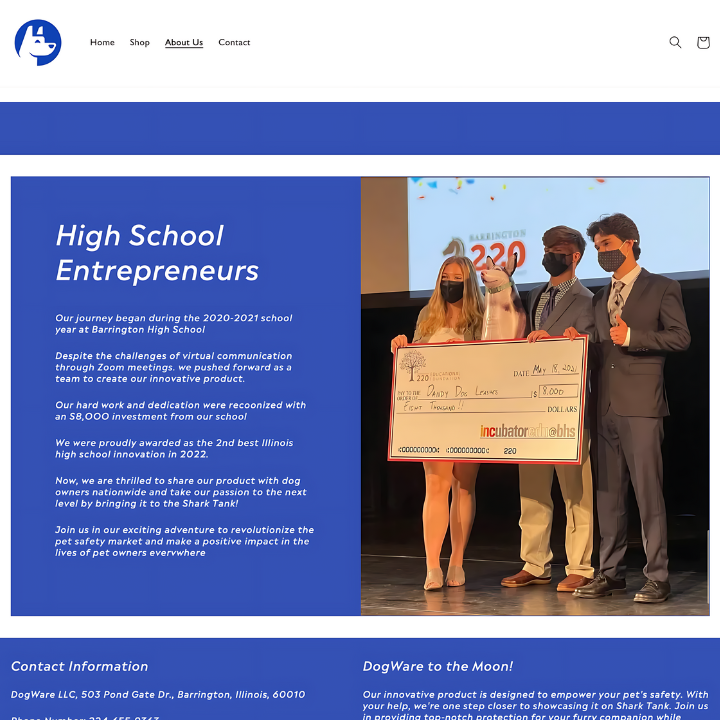 Home Shop About Us Contact
High School
Entrepreneurs
Our journey began during the 2020-2021 school
year at Barrington High School
Despite the challenges of virtual communication
through Zoom meetings. we pushed forward as a
team to create our innovative product.
Our hard work and dedication were recoonized with
an S8,OOO investment from our school
We were proudly awarded as the 2nd best Illinois
high school innovation in 2022.
Now, we are thrilled to share our product with dog
owners nationwide and take our passion to the next
level by bringing it to the Shark Tank!
Join us in our exciting adventure to revolutionize the
pet safety market and make a positive impact in the
lives of pet owners evervwhere
BARRINGTON
220
220 EDUCATIONAL
FOUNDATION
DATE May 18, 2021
PAY TO THE
ORDER OF
$ 8,000
Eight Thousand
DOLLARS
incubatoredu@bhs
220
Contact Information
DogWare LLC, 503 Pond Gate Dr., Barrington, Illinois, 60010
DogWare to the Moon!
Our innovative product is designed to empower your pet's safety. With
your help, we're one step closer to showcasing it on Shark Tank. Join us
in providing top-notch protection for your furry companion while